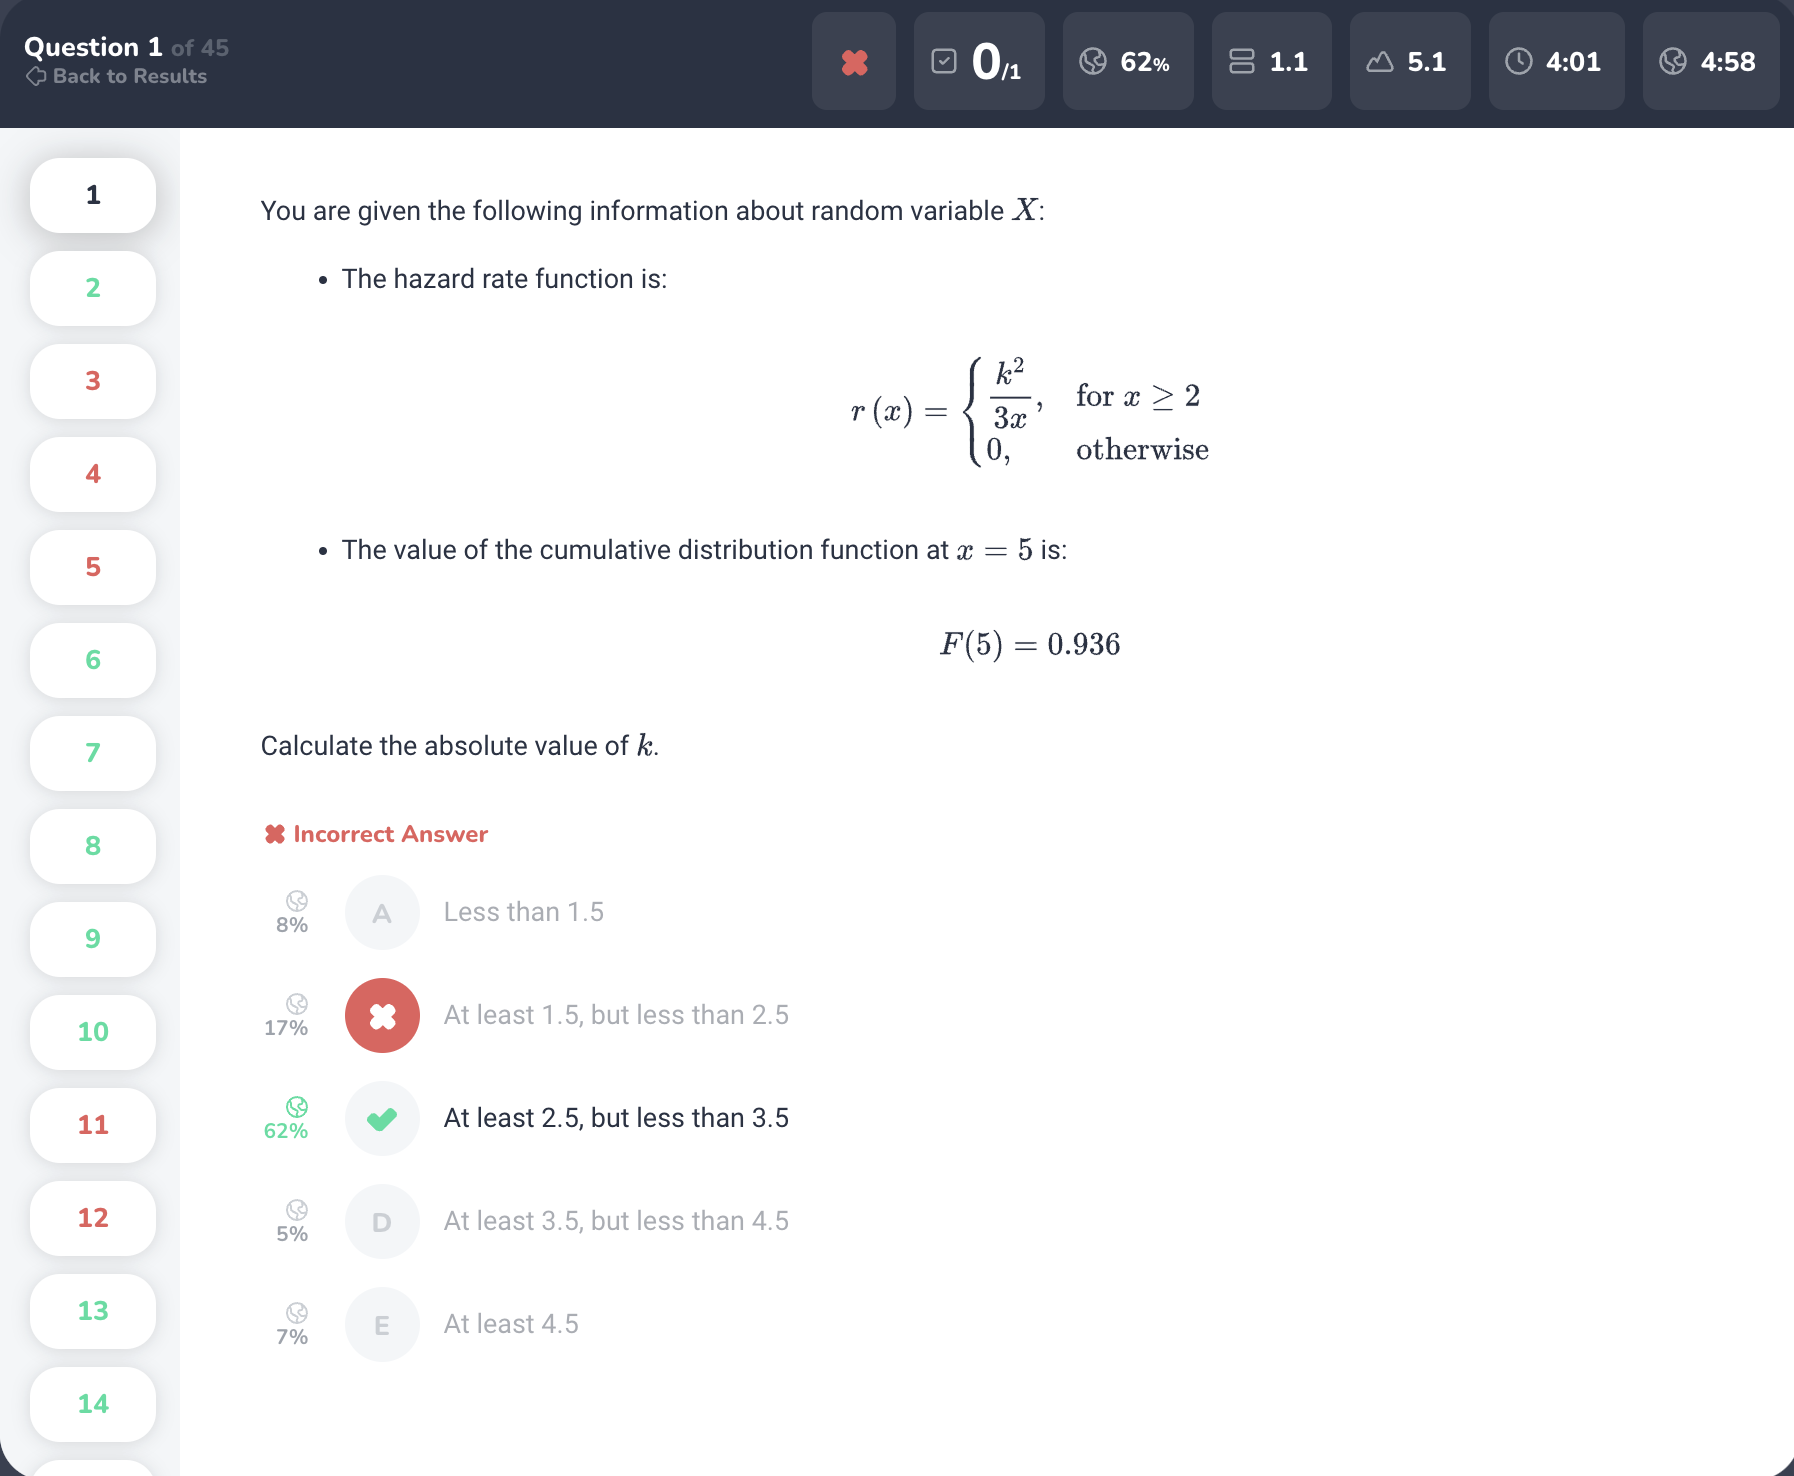 Question 1 of 45
Back to Results
0/1
62%
1.1
5.1
4:01
4:58
1
2
3
4
5
6
7
8
9
10
11
12
13
14
You are given the following information about random variable X:
• The hazard rate function is:
r (x) = { k²/3x, for x ≥ 2
0, otherwise
• The value of the cumulative distribution function at x = 5 is:
F(5) = 0.936
Calculate the absolute value of k.
Incorrect Answer
8% A Less than 1.5
17% At least 1.5, but less than 2.5
62% At least 2.5, but less than 3.5
5% D At least 3.5, but less than 4.5
7% E At least 4.5